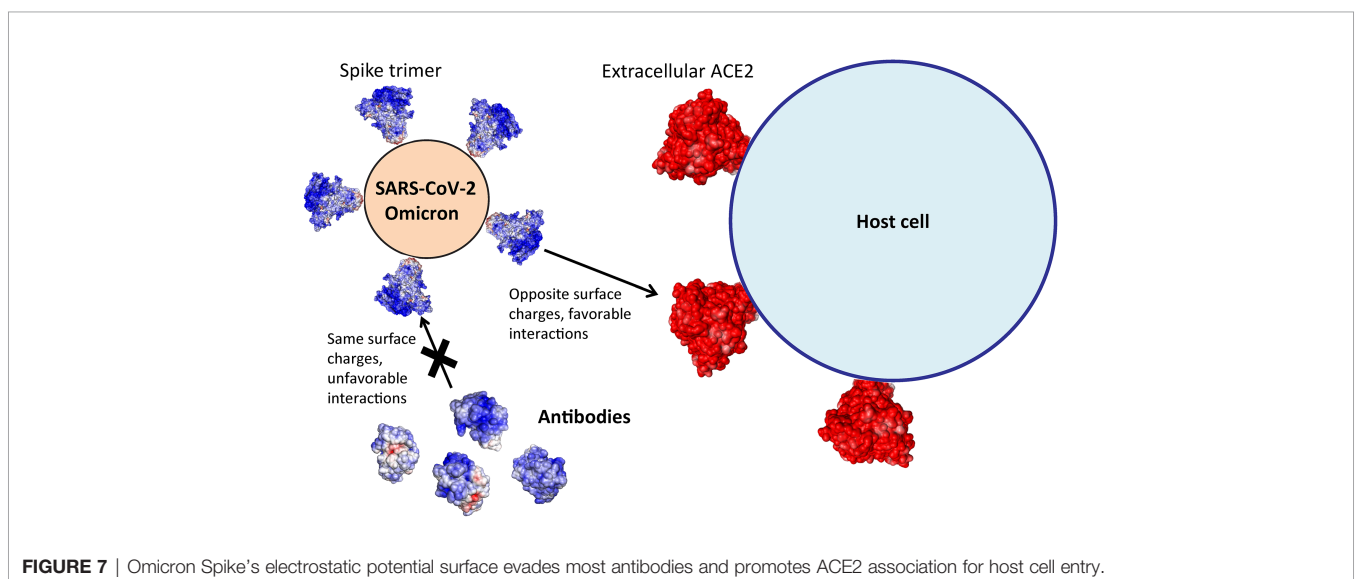 Spike trimer
Extracellular ACE2
SARS-CoV-2
Omicron
Host cell
Opposite surface
charges, favorable
interactions
Same surface
charges,
unfavorable
interactions
Antibodies
FIGURE 7 | Omicron Spike's electrostatic potential surface evades most antibodies and promotes ACE2 association for host cell entry.